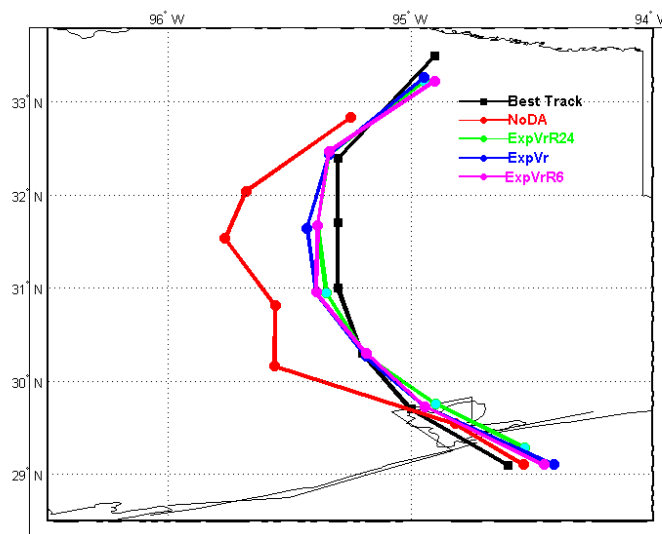 96° W
95° W
94° W
33° N
32° N
31° N
30° N
29° N
Best Track
NoDA
ExpVrR24
ExpVr
ExpVrR6